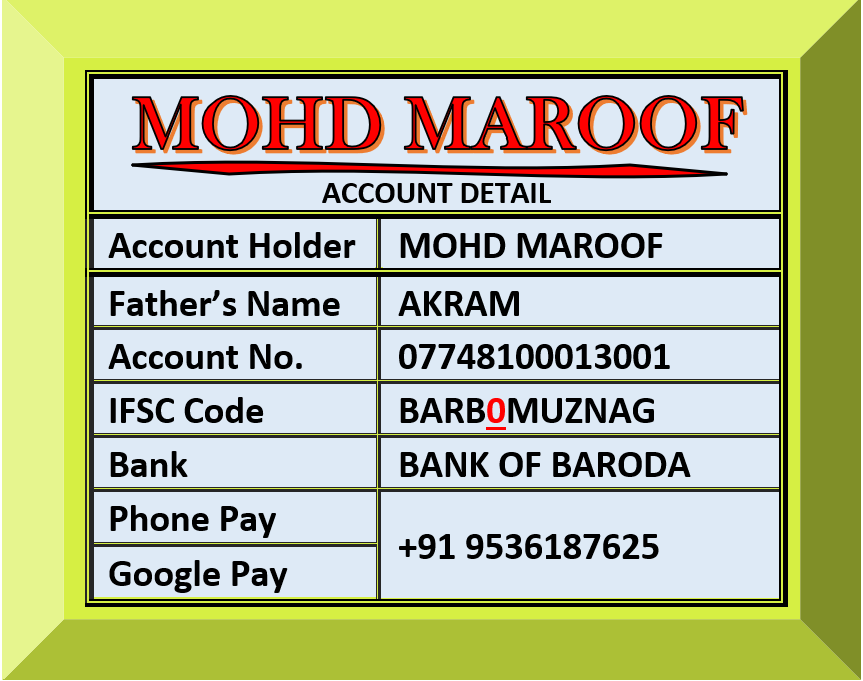 MOHD MAROOF
ACCOUNT DETAIL
Account Holder MOHD MAROOF
Father’s Name AKRAM
Account No. 07748100013001
IFSC Code BARB0MUZNAG
Bank BANK OF BARODA
Phone Pay
+91 9536187625
Google Pay